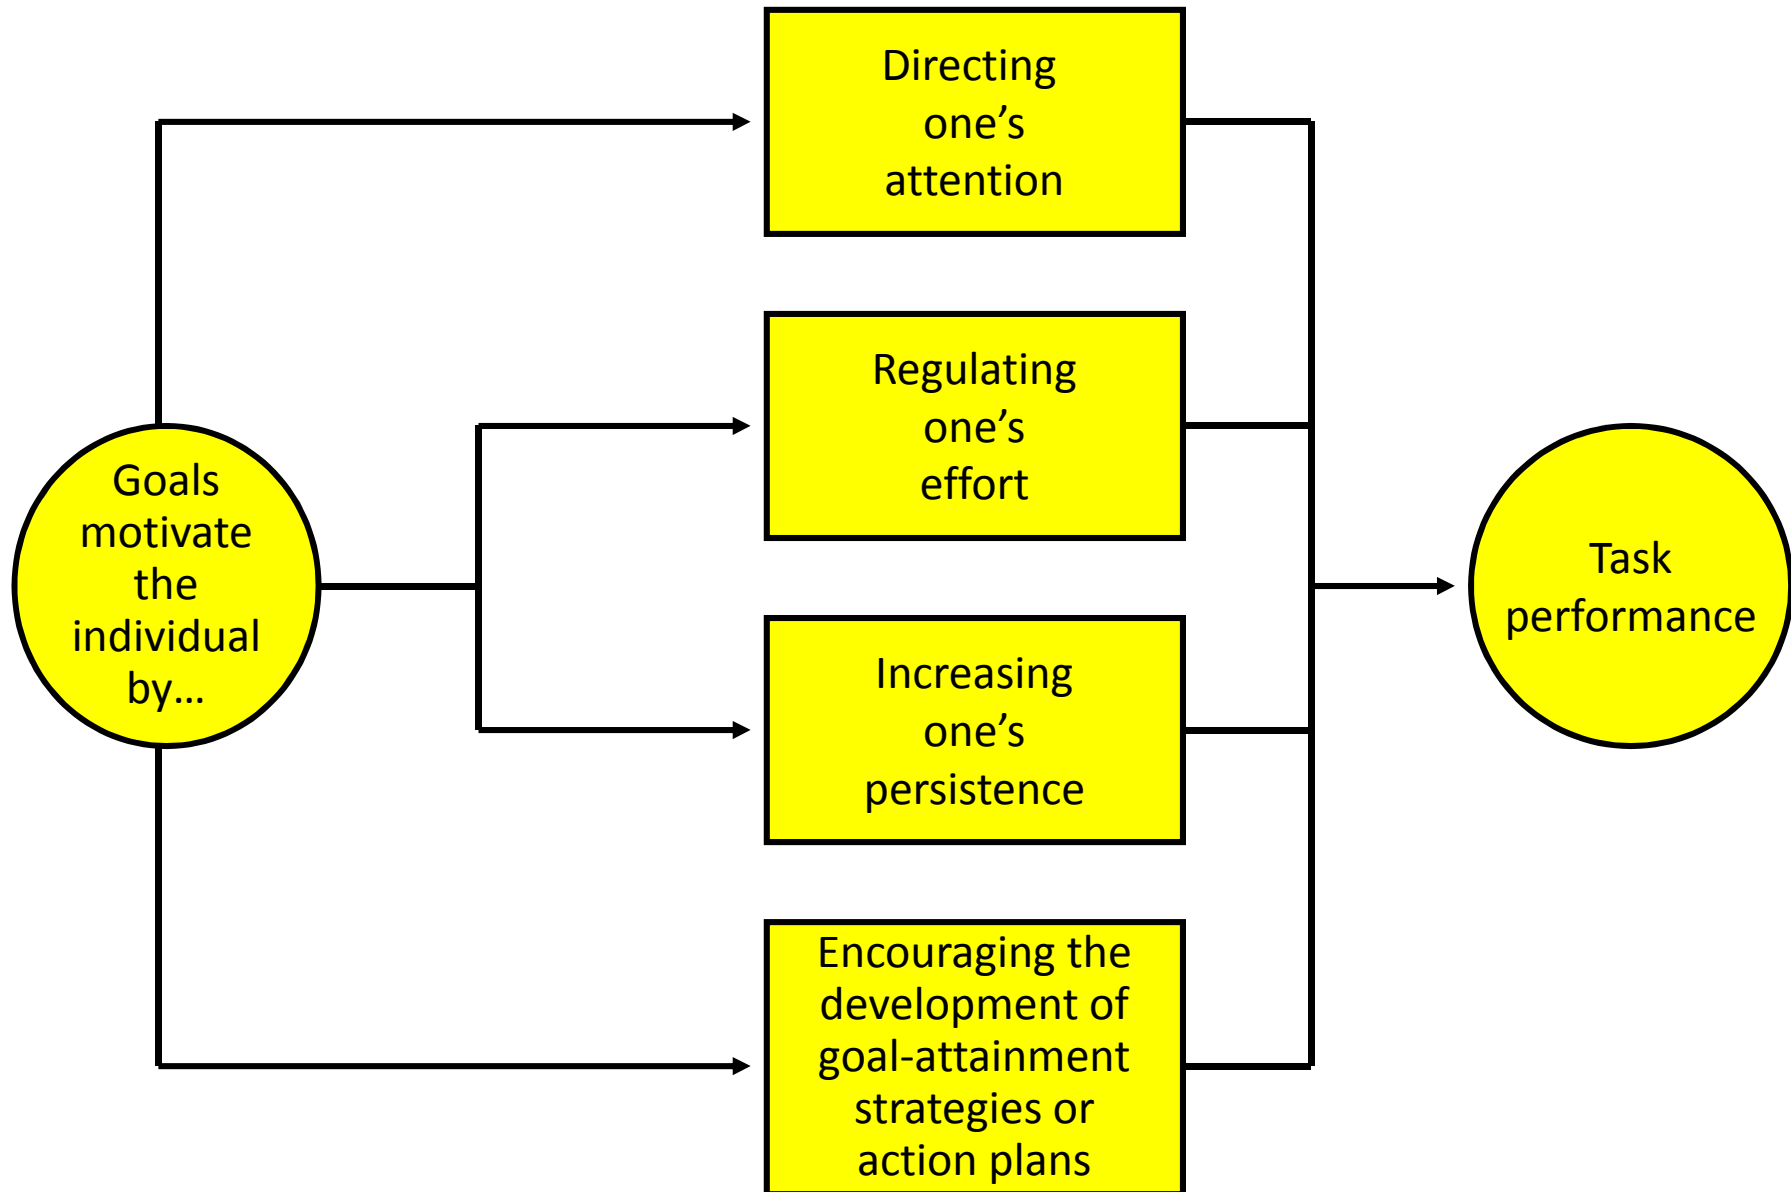 Goals
motivate
the
individual
by...
Directing
one’s
attention
Regulating
one’s
effort
Increasing
one’s
persistence
Encouraging the
development of
goal-attainment
strategies or
action plans
Task
performance